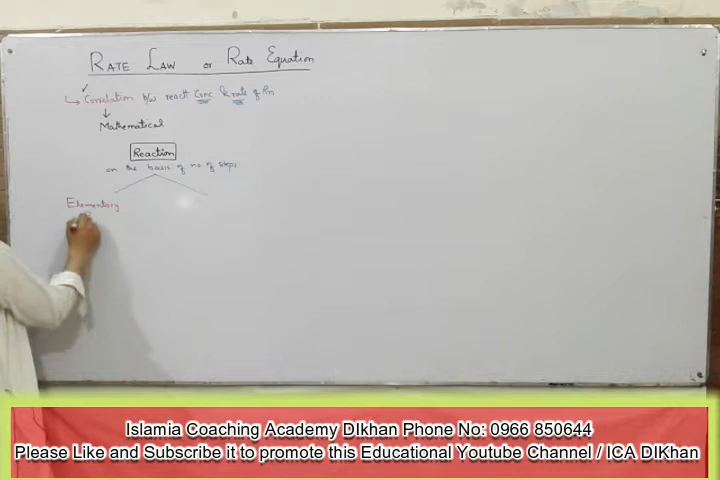 RATE LAW or Rate Equation
Correlation b/w react Conc & rate of Rn
Mathematical
Reaction
on the basis of no of steps
Elementary
Islamia Coaching Academy DIkhan Phone No: 0966 850644
Please Like and Subscribe it to promote this Educational Youtube Channel / ICA DIKhan